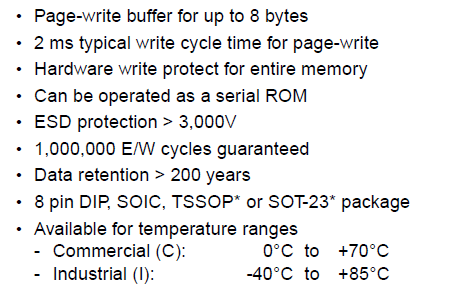 • Page-write buffer for up to 8 bytes
• 2 ms typical write cycle time for page-write
• Hardware write protect for entire memory
• Can be operated as a serial ROM
• ESD protection > 3,000V
• 1,000,000 E/W cycles guaranteed
• Data retention > 200 years
• 8 pin DIP, SOIC, TSSOP* or SOT-23* package
• Available for temperature ranges
- Commercial (C): 0°C to +70°C
- Industrial (I): -40°C to +85°C